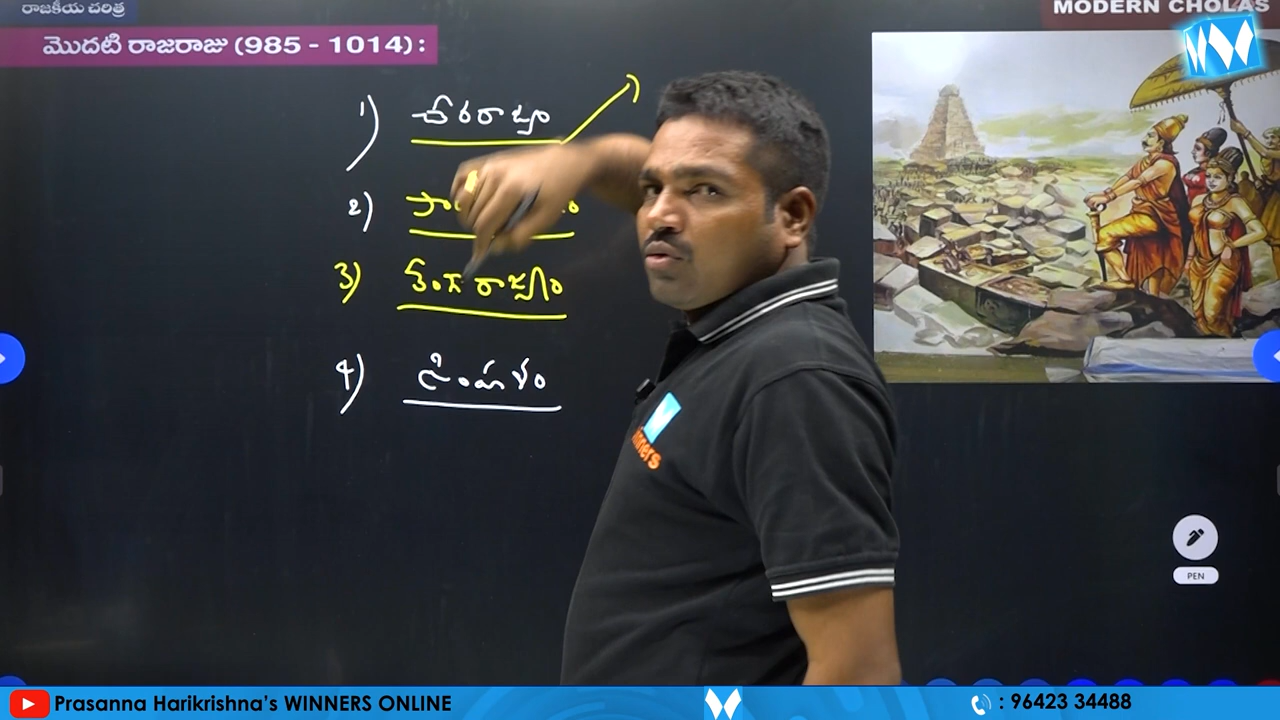 రాజకీయ చరిత్ర
MODERN CHOLAS
మొదటి రాజరాజు (985 - 1014) :
1) చేరరాజ్యం
2)
3) గంగ రాజ్యం
4) సింహళం
winners
PEN
Prasanna Harikrishna's WINNERS ONLINE
: 96423 34488